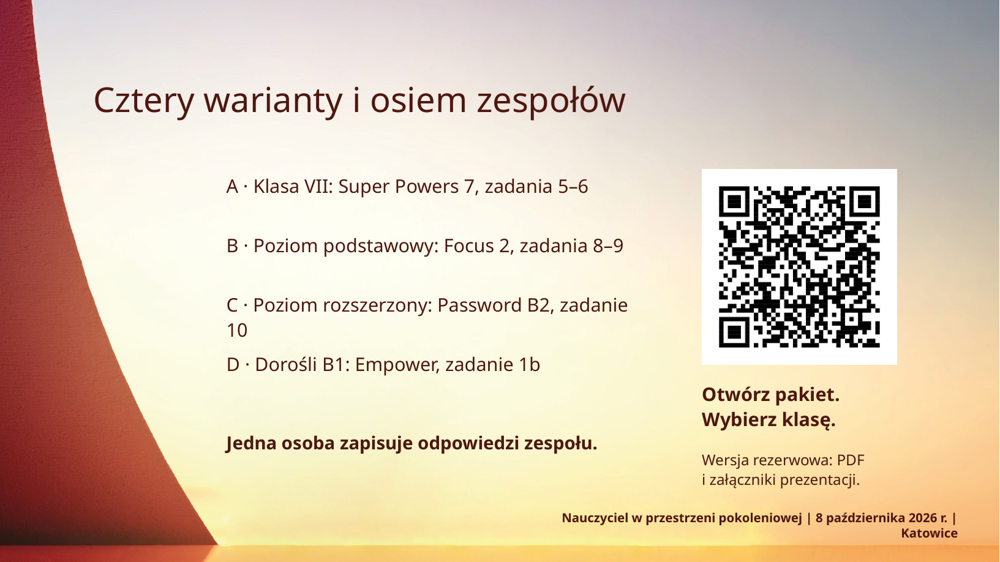 Cztery warianty i osiem zespołów
A · Klasa VII: Super Powers 7, zadania 5–6
B · Poziom podstawowy: Focus 2, zadania 8–9
C · Poziom rozszerzony: Password B2, zadanie
10
D · Dorośli B1: Empower, zadanie 1b
Jedna osoba zapisuje odpowiedzi zespołu.
Otwórz pakiet.
Wybierz klasę.
Wersja rezerwowa: PDF
i załączniki prezentacji.
Nauczyciel w przestrzeni pokoleniowej | 8 października 2026 r. |
Katowice